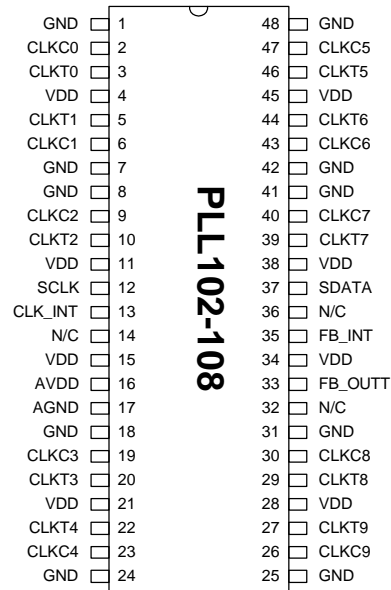 GND 1 48 GND
CLKC0 2 47 CLKC5
CLKT0 3 46 CLKT5
VDD 4 45 VDD
CLKT1 5 44 CLKT6
CLKC1 6 43 CLKC6
GND 7 42 GND
GND 8 41 GND
CLKC2 9 40 CLKC7
CLKT2 10 39 CLKT7
VDD 11 38 VDD
SCLK 12 37 SDATA
CLK_INT 13 36 N/C
N/C 14 35 FB_INT
VDD 15 34 VDD
AVDD 16 33 FB_OUTT
AGND 17 32 N/C
GND 18 31 GND
CLKC3 19 30 CLKC8
CLKT3 20 29 CLKT8
VDD 21 28 VDD
CLKT4 22 27 CLKT9
CLKC4 23 26 CLKC9
GND 24 25 GND
PLL102-108